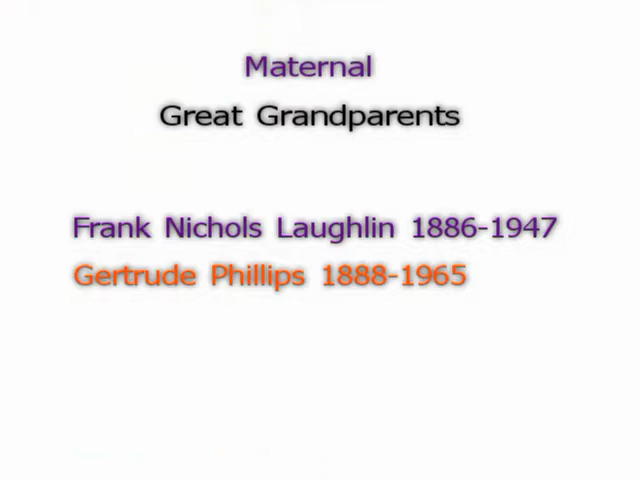 Maternal
Great Grandparents
Frank Nichols Laughlin 1886-1947
Gertrude Phillips 1888-1965